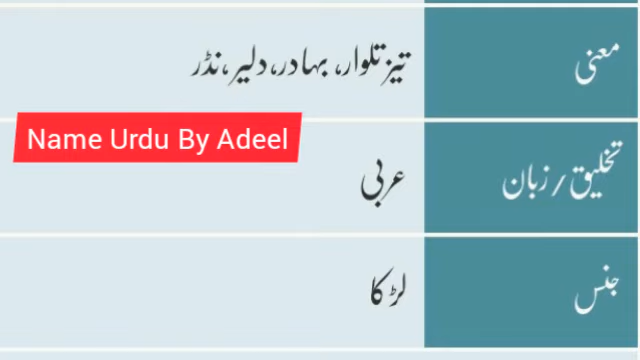 معنی
تیز تلوار، بہادر، دلیر، نڈر
Name Urdu By Adeel
تخلیق/زبان
عربی
جنس
لڑکا